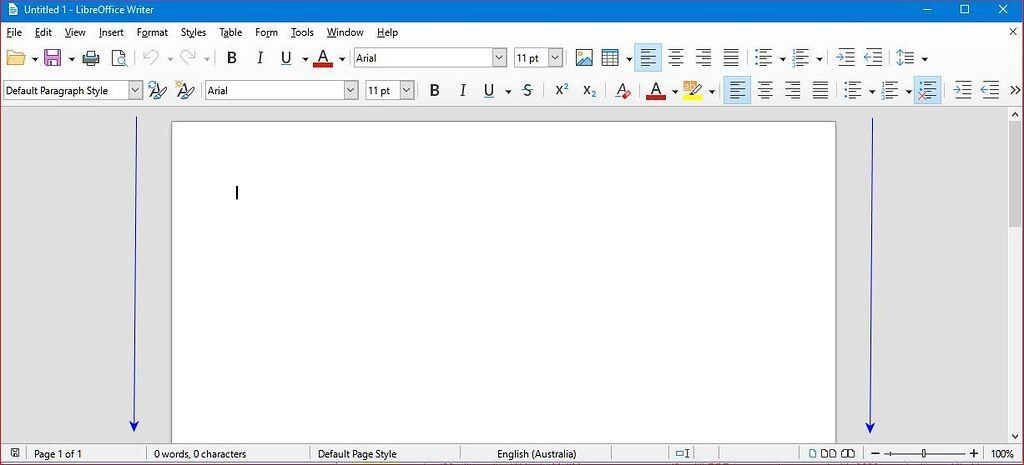 Untitled 1 - LibreOffice Writer
File Edit View Insert Format Styles Table Form Tools Window Help
B I U A Arial 11 pt
Default Paragraph Style Arial 11 pt B I U S X² X₂ A A
Page 1 of 1 0 words, 0 characters Default Page Style English (Australia) 100%